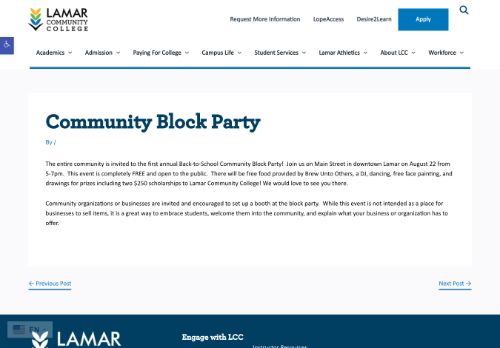 LAMAR
COMMUNITY
COLLEGE
Request More Information LopeAccess Desire2Learn Apply
Academics Admission Paying For College Campus Life Student Services Lamar Athletics About LCC Workforce
Community Block Party
By /
The entire community is invited to the first annual Back-to-School Community Block Party! Join us on Main Street in downtown Lamar on August 22 from
5-7pm. This event is completely FREE and open to the public. There will be free food provided by Brew Unto Others, a DJ, dancing, free face painting, and
drawings for prizes including two $250 scholarships to Lamar Community College! We would love to see you there.
Community organizations or businesses are invited and encouraged to set up a booth at the block party. While this event is not intended as a place for
businesses to sell items, it is a great way to embrace students, welcome them into the community, and explain what your business or organization has to
offer.
← Previous Post Next Post →
EN
LAMAR
Engage with LCC
Instructor Resources